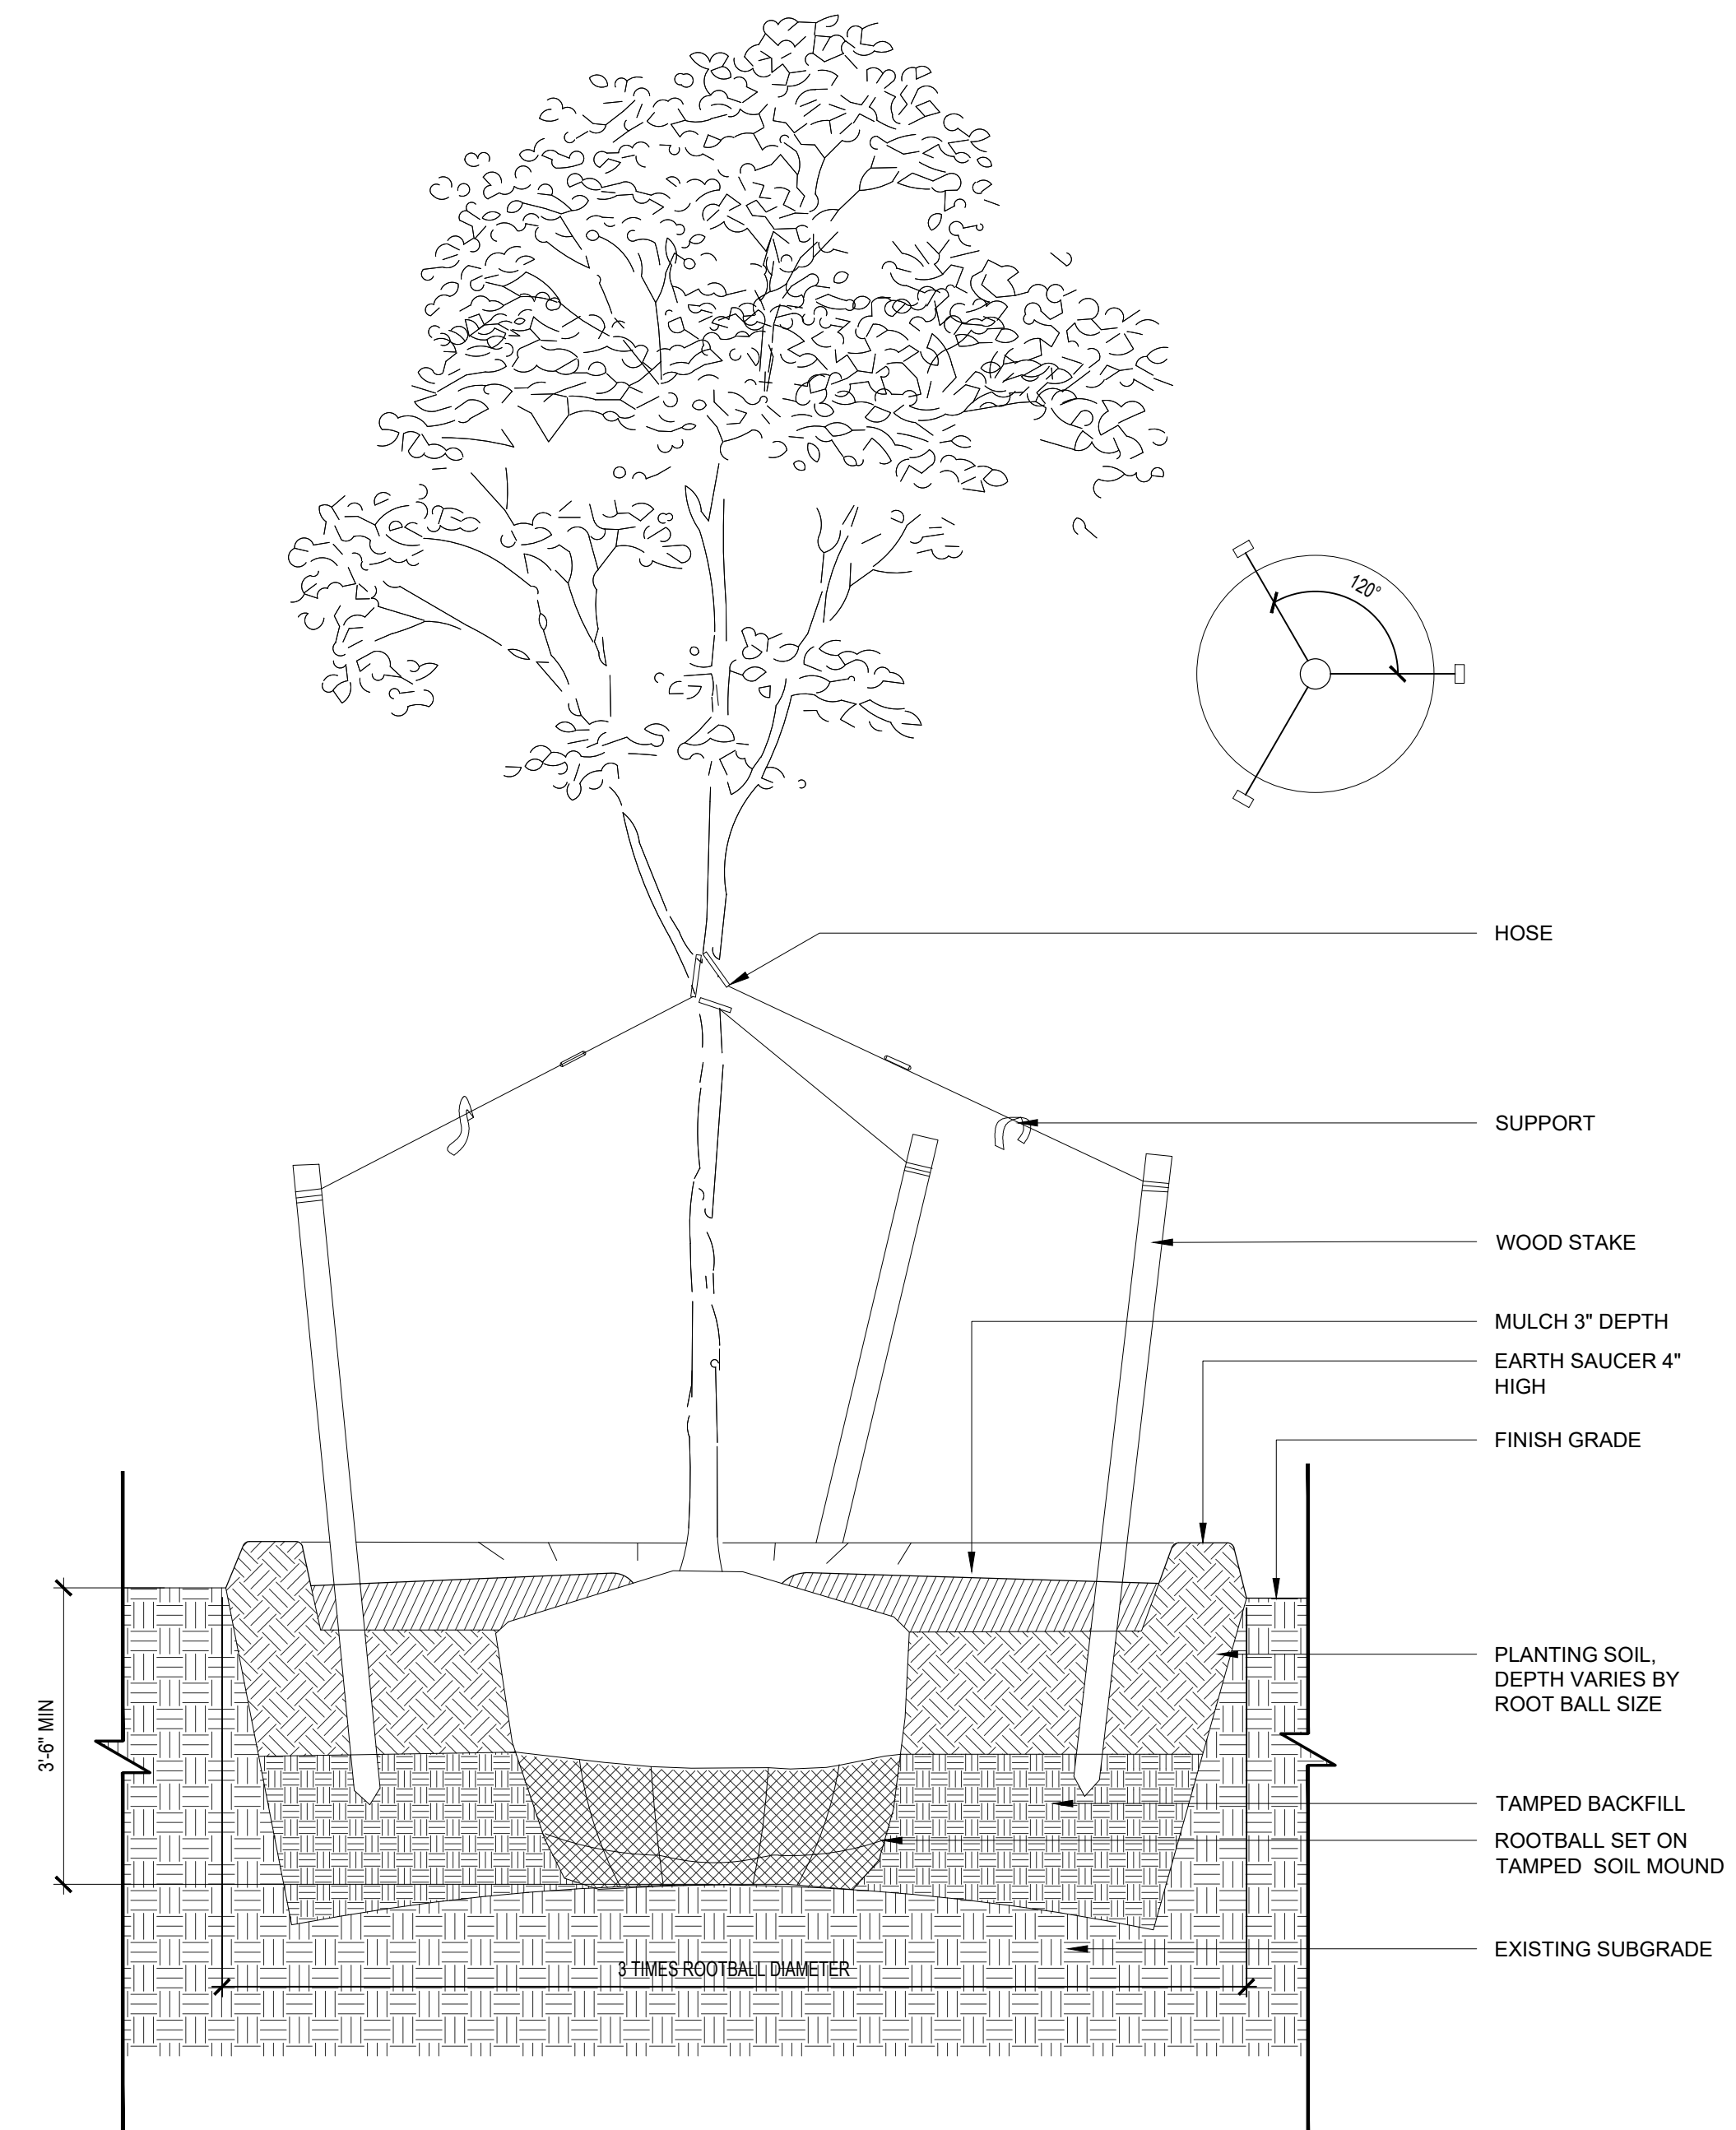 120°
HOSE
SUPPORT
WOOD STAKE
MULCH 3" DEPTH
EARTH SAUCER 4"
HIGH
FINISH GRADE
PLANTING SOIL,
DEPTH VARIES BY
ROOT BALL SIZE
3'-6" MIN
TAMPED BACKFILL
ROOTBALL SET ON
TAMPED SOIL MOUND
EXISTING SUBGRADE
3 TIMES ROOTBALL DIAMETER